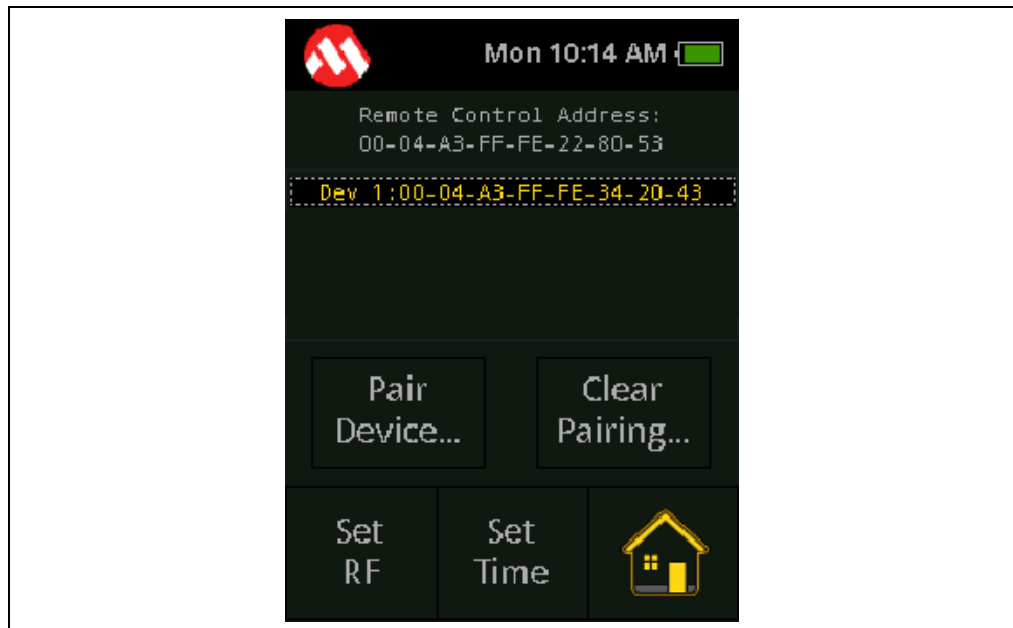 Mon 10:14 AM
Remote Control Address:
00-04-A3-FF-FE-22-80-53
Dev 1:00-04-A3-FF-FE-34-20-43
Pair
Device...
Clear
Pairing...
Set
RF
Set
Time